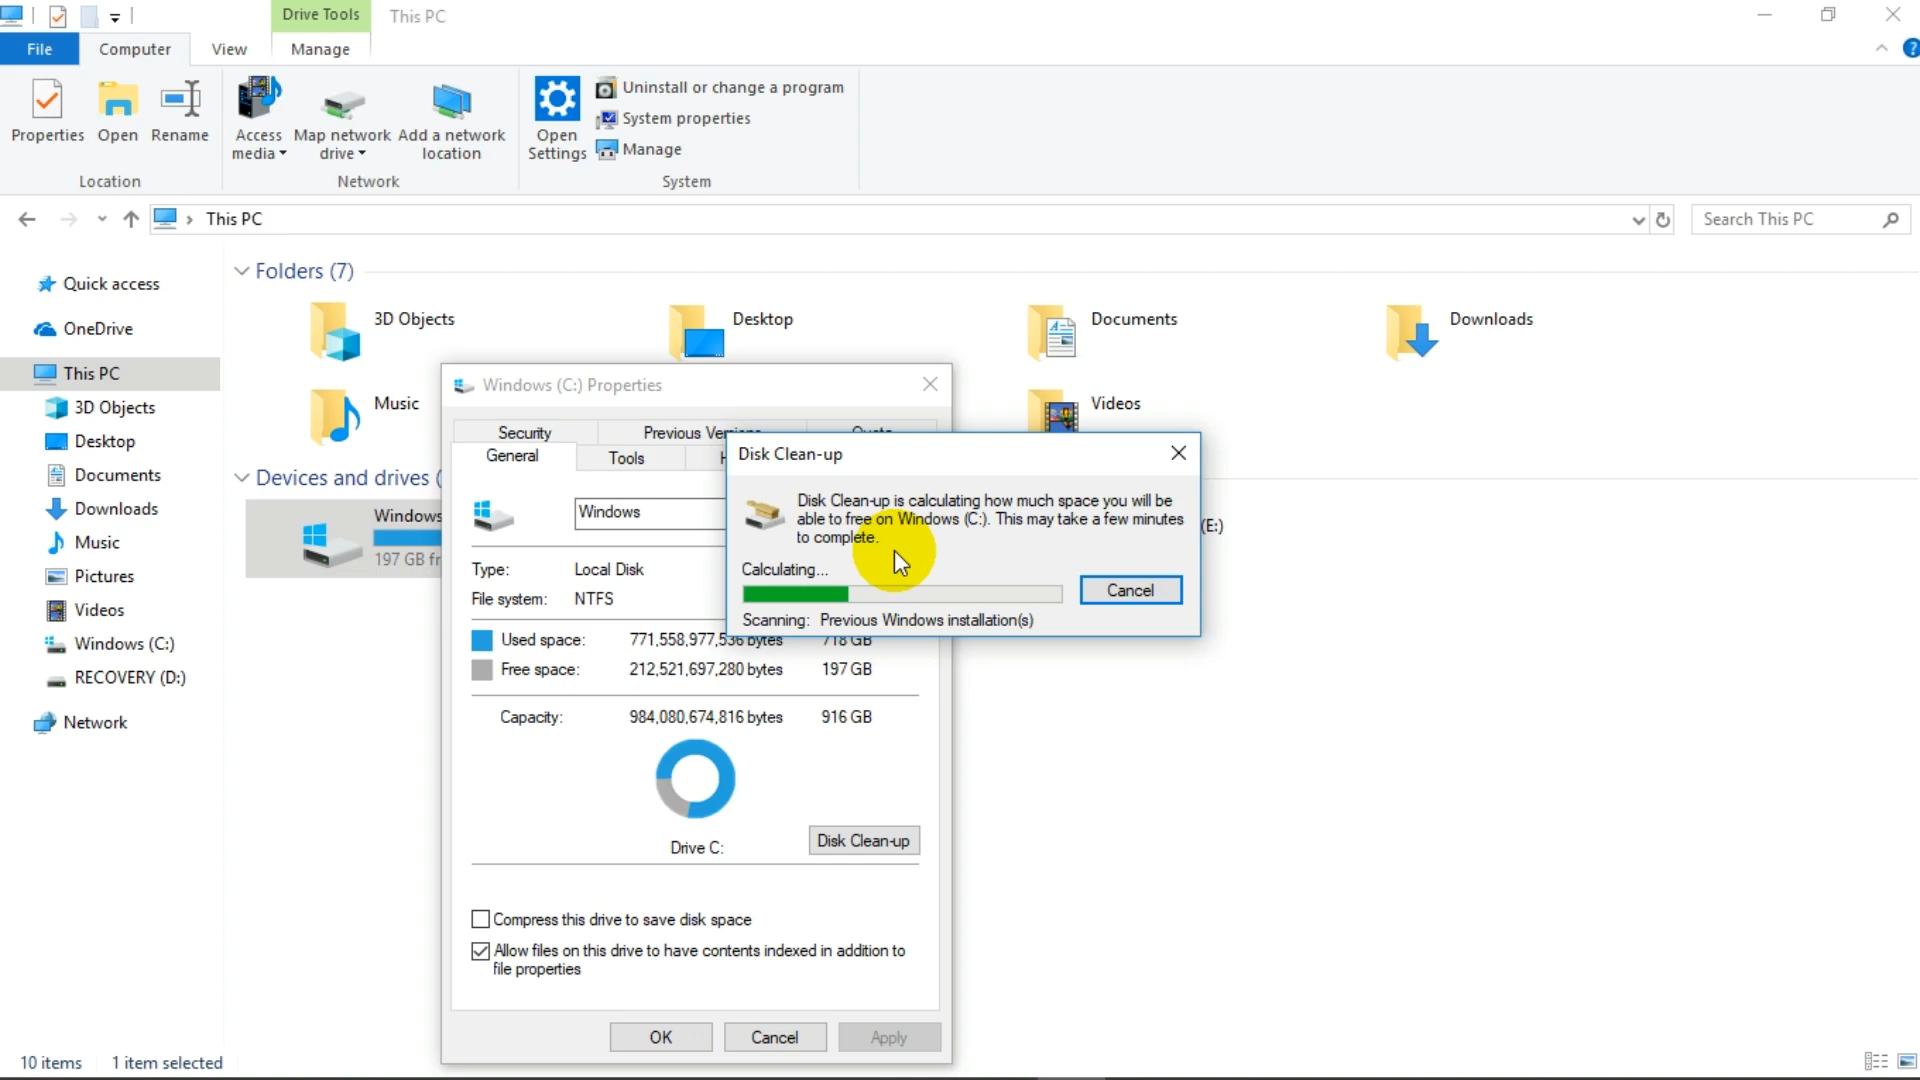 Drive Tools This PC
File Computer View Manage
Properties Open Rename Access media Map network drive Add a network location Open Settings Uninstall or change a program
System properties
Manage
Location Network System
This PC Search This PC
Quick access
OneDrive
This PC
3D Objects
Desktop
Documents
Downloads
Music
Pictures
Videos
Windows (C:)
RECOVERY (D:)
Network
Folders (7)
3D Objects Desktop Documents Downloads
Music Videos
Devices and drives (
Windows
197 GB fr
(E:)
Windows (C:) Properties
Security Previous
General Tools
Windows
Type: Local Disk
File system: NTFS
Used space: 771,558,977,536 bytes 718 GB
Free space: 212,521,697,280 bytes 197 GB
Capacity: 984,080,674,816 bytes 916 GB
Drive C: Disk Clean-up
Compress this drive to save disk space
Allow files on this drive to have contents indexed in addition to
file properties
OK Cancel Apply
Disk Clean-up
Disk Clean-up is calculating how much space you will be
able to free on Windows (C:). This may take a few minutes
to complete.
Calculating...
Cancel
Scanning: Previous Windows installation(s)
10 items 1 item selected